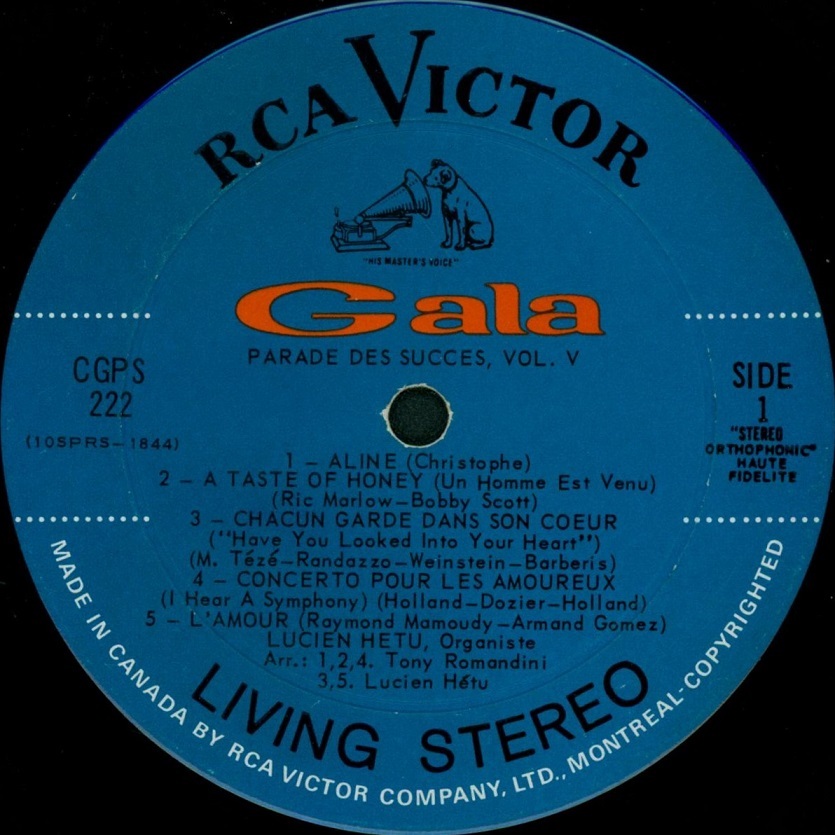 RCA VICTOR
"HIS MASTER'S VOICE"
Gala
PARADE DES SUCCES, VOL. V
CGPS
222
(10SPRS-1844)
SIDE
1
"STEREO
ORTHOPHONIC"
HAUTE
FIDELITE
1 - ALINE (Christophe)
2 - A TASTE OF HONEY (Un Homme Est Venu)
(Ric Marlow-Bobby Scott)
3 - CHACUN GARDE DANS SON COEUR
("Have You Looked Into Your Heart")
(M. Tézé-Randazzo-Weinstein-Barberis)
4 - CONCERTO POUR LES AMOUREUX
(I Hear A Symphony) (Holland-Dozier-Holland)
5 - L'AMOUR (Raymond Mamoudy-Armand Gomez)
LUCIEN HETU, Organiste
Arr.: 1,2,4. Tony Romandini
3,5. Lucien Hétu
LIVING STEREO
MADE IN CANADA BY RCA VICTOR COMPANY, LTD., MONTREAL-COPYRIGHTED